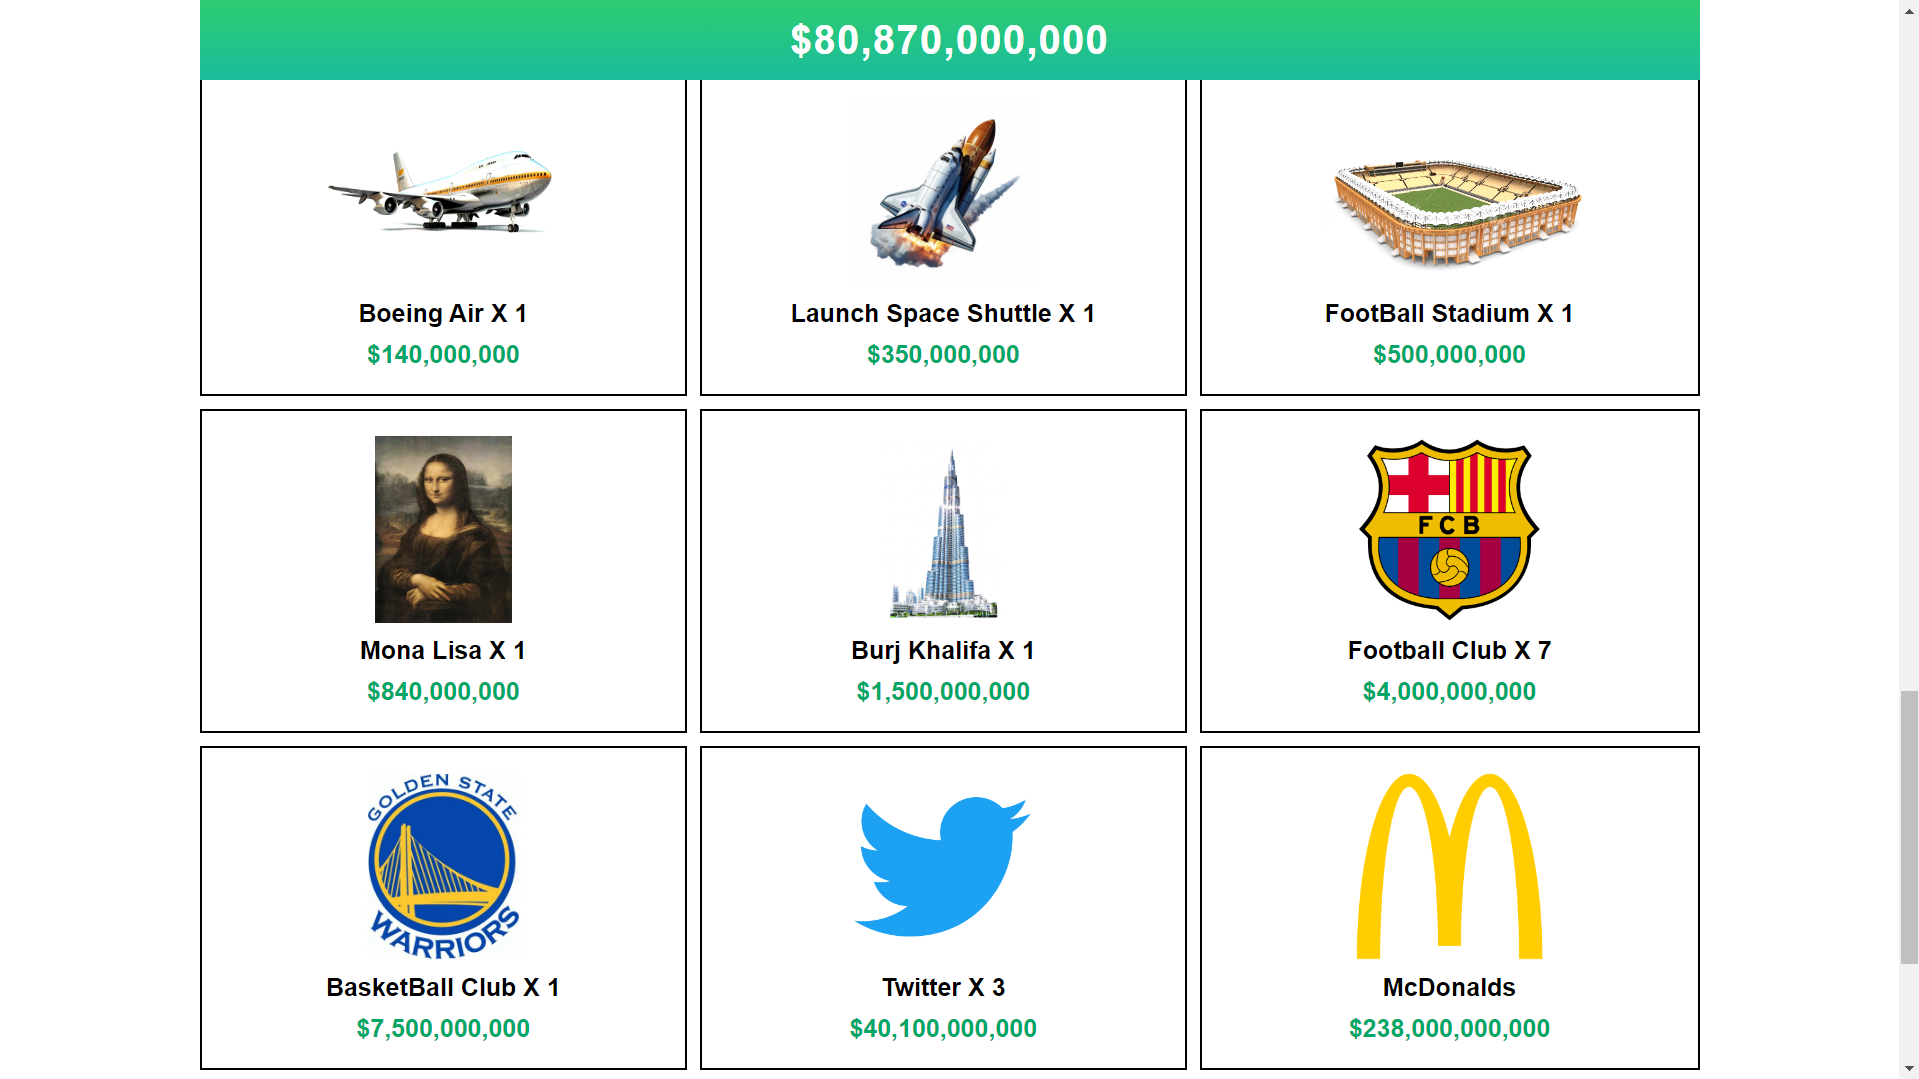 $80,870,000,000
Boeing Air X 1
$140,000,000
Launch Space Shuttle X 1
$350,000,000
FootBall Stadium X 1
$500,000,000
Mona Lisa X 1
$840,000,000
Burj Khalifa X 1
$1,500,000,000
FCB
Football Club X 7
$4,000,000,000
GOLDEN STATE
WARRIORS
BasketBall Club X 1
$7,500,000,000
Twitter X 3
$40,100,000,000
McDonalds
$238,000,000,000